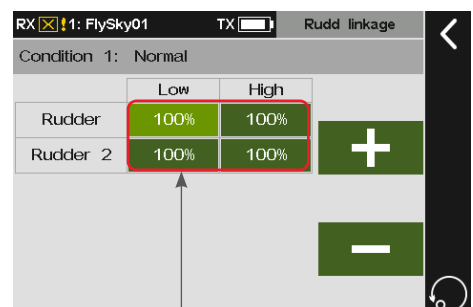 RX !1: FlySky01 TX Rudd linkage
Condition 1: Normal
Low High
Rudder 100% 100%
Rudder 2 100% 100%